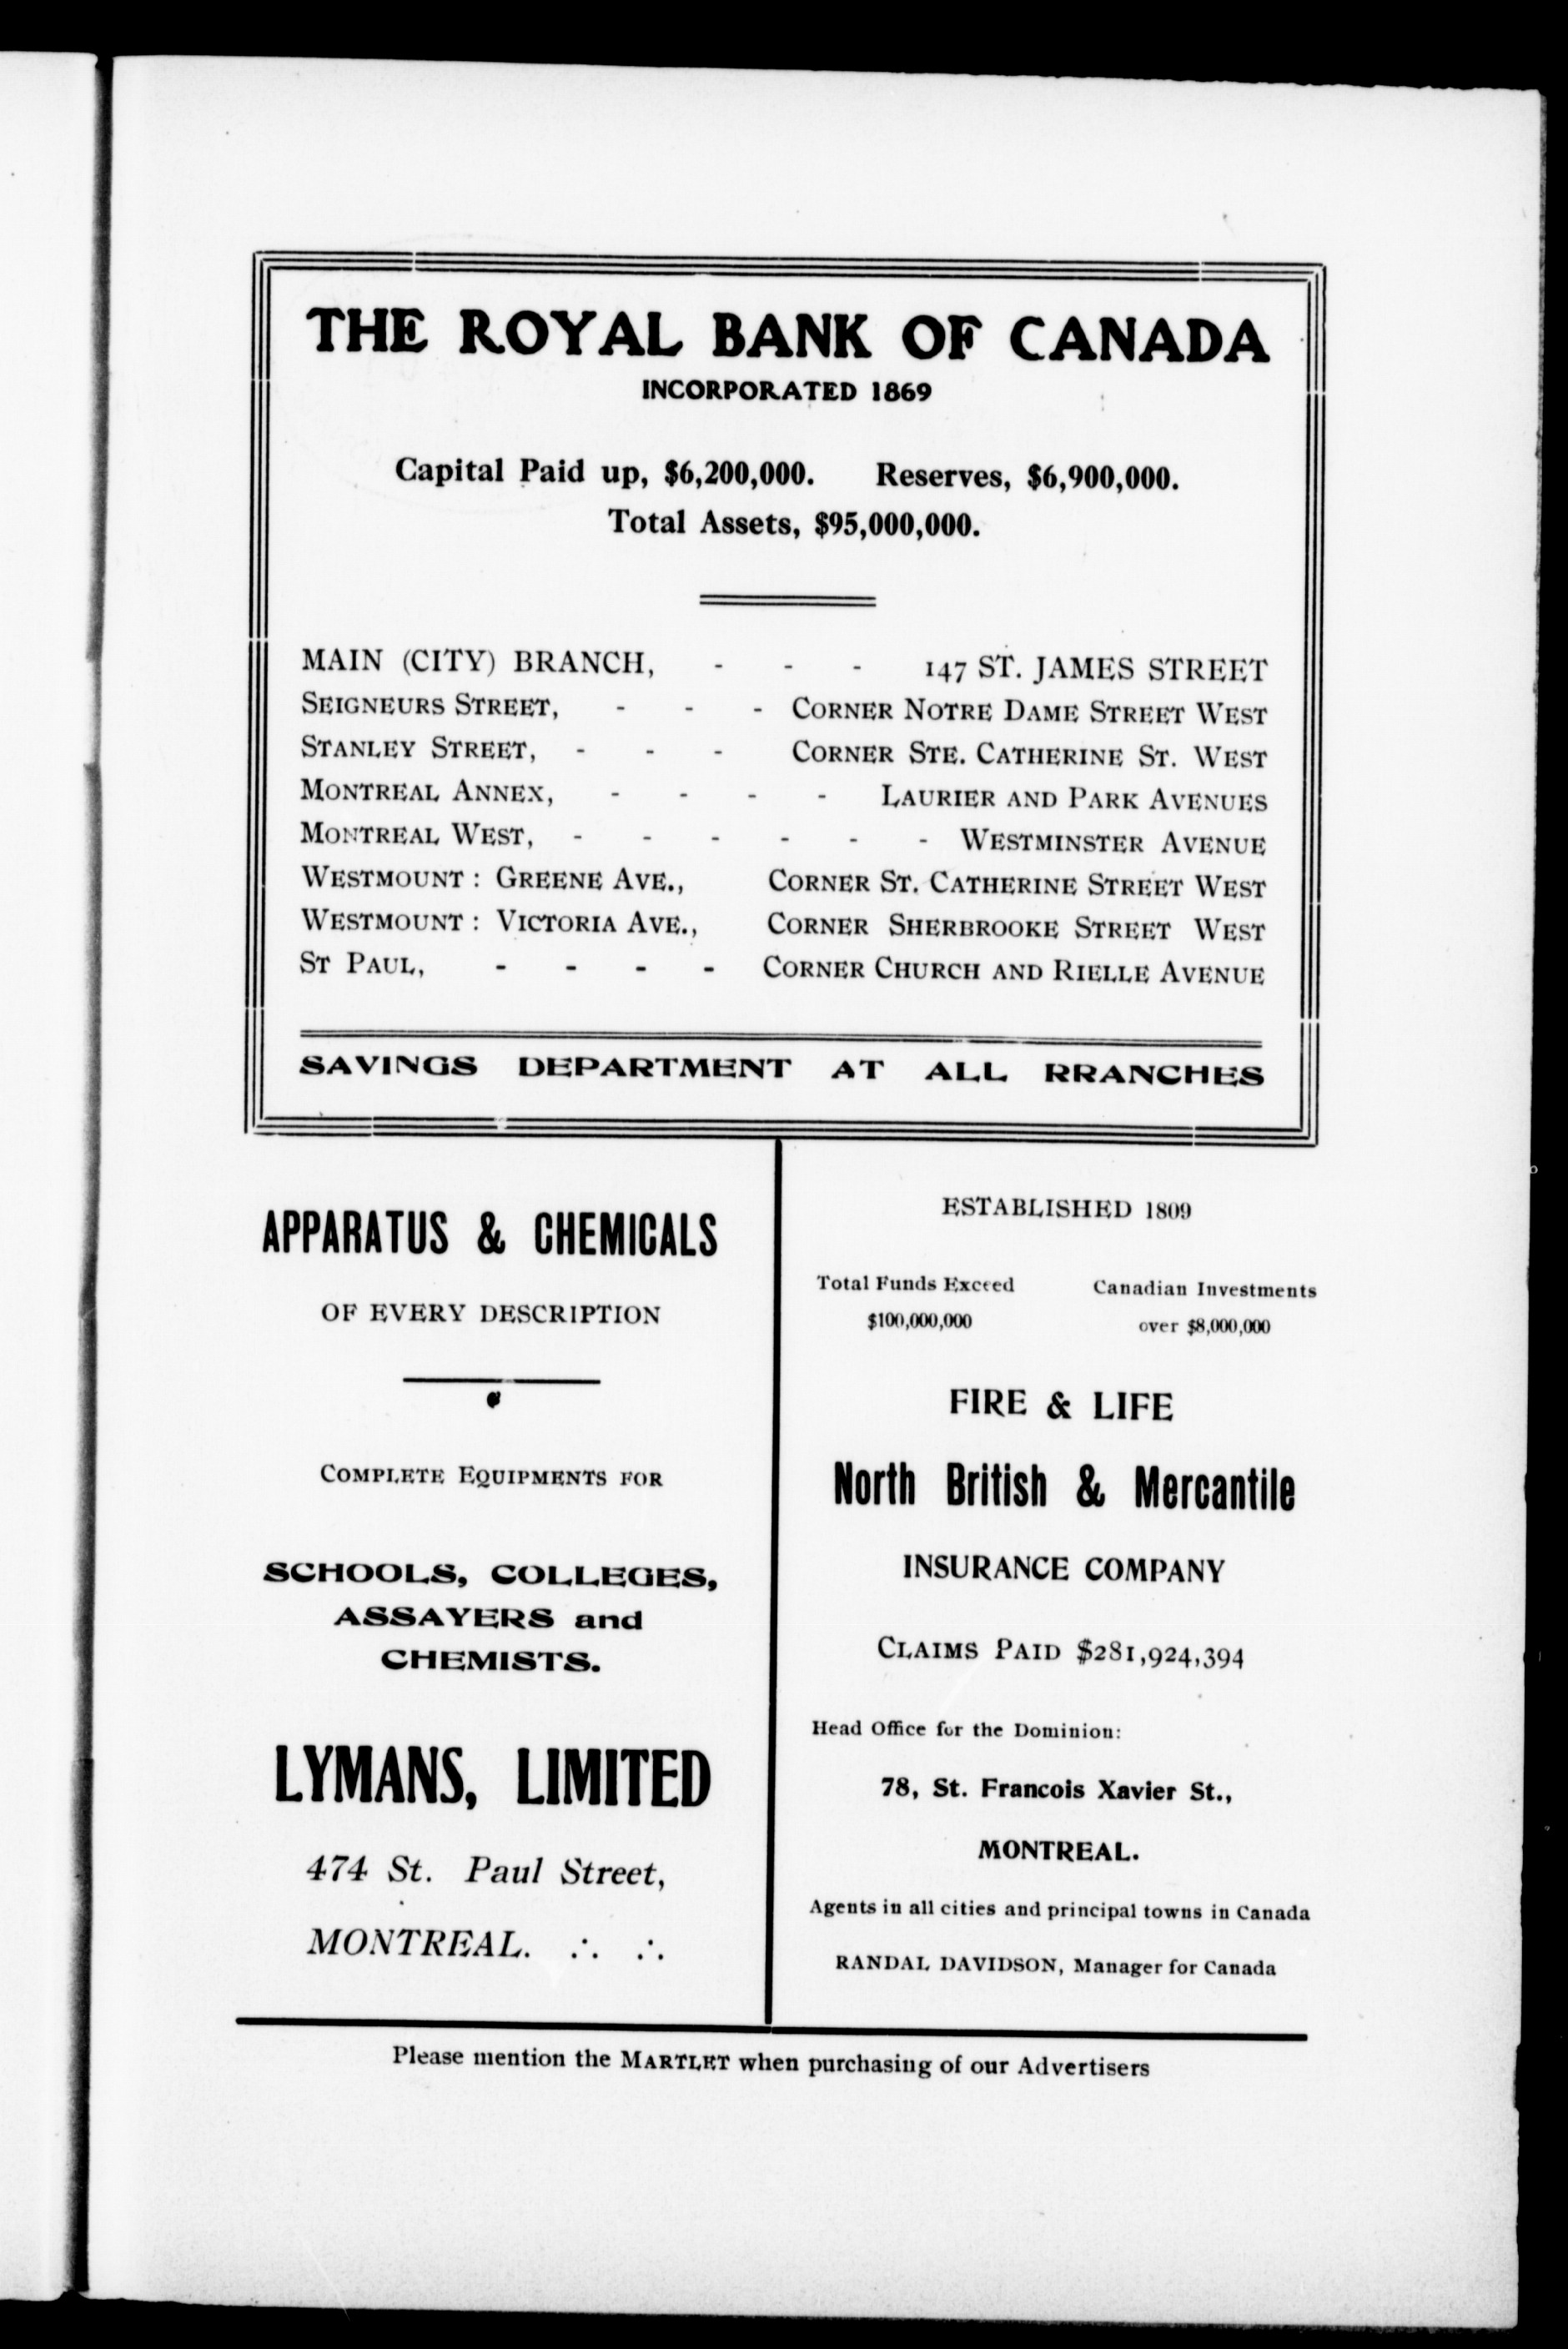 THE ROYAL BANK OF CANADA
INCORPORATED 1869
Capital Paid up, $6,200,000. Reserves, $6,900,000.
Total Assets, $95,000,000.
MAIN (CITY) BRANCH, - - - 147 ST. JAMES STREET
SEIGNEURS STREET, - - - CORNER NOTRE DAME STREET WEST
STANLEY STREET, - - - CORNER STE. CATHERINE ST. WEST
MONTREAL ANNEX, - - - - LAURIER AND PARK AVENUES
MONTREAL WEST, - - - - - - WESTMINSTER AVENUE
WESTMOUNT : GREENE AVE., CORNER ST. CATHERINE STREET WEST
WESTMOUNT : VICTORIA AVE., CORNER SHERBROOKE STREET WEST
ST PAUL, - - - - CORNER CHURCH AND RIELLE AVENUE
SAVINGS DEPARTMENT AT ALL RRANCHES
APPARATUS & CHEMICALS
OF EVERY DESCRIPTION
COMPLETE EQUIPMENTS FOR
SCHOOLS, COLLEGES,
ASSAYERS and
CHEMISTS.
LYMANS, LIMITED
474 St. Paul Street,
MONTREAL. ∴ ∴
ESTABLISHED 1809
Total Funds Exceed Canadian Investments
$100,000,000 over $8,000,000
FIRE & LIFE
North British & Mercantile
INSURANCE COMPANY
CLAIMS PAID $281,924,394
Head Office for the Dominion:
78, St. Francois Xavier St.,
MONTREAL.
Agents in all cities and principal towns in Canada
RANDAL DAVIDSON, Manager for Canada
Please mention the MARTLET when purchasing of our Advertisers